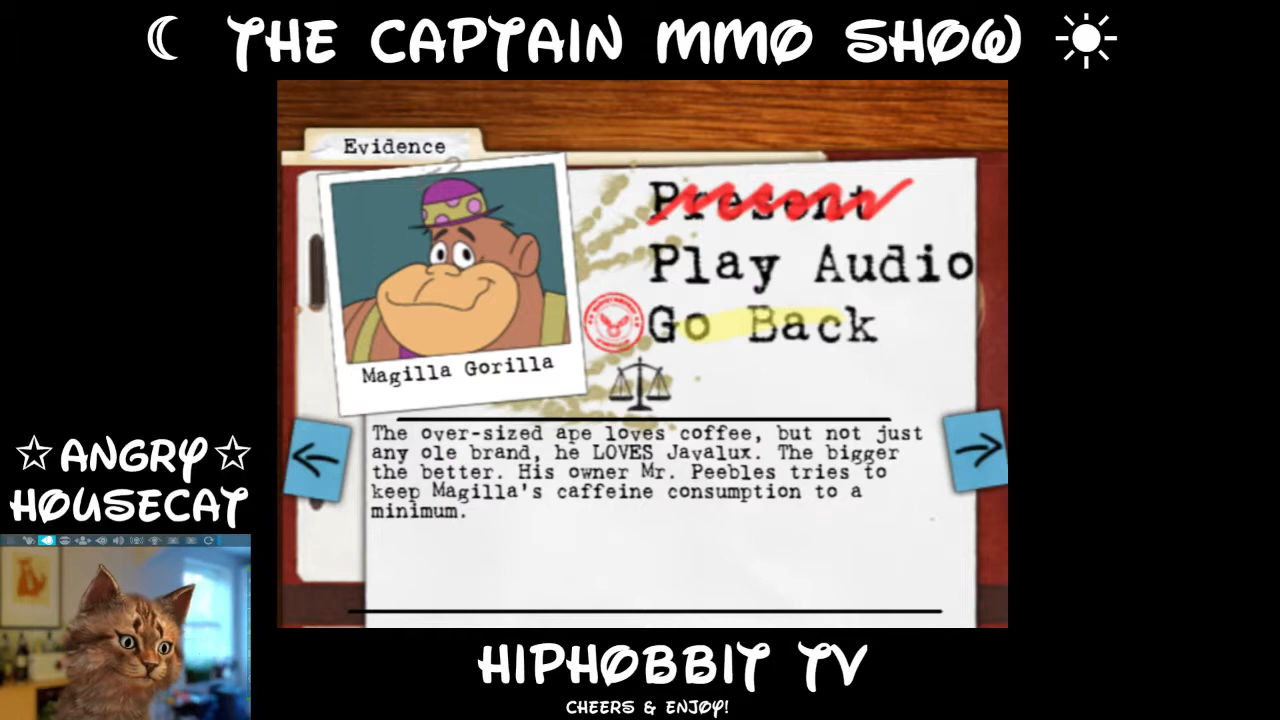 ☾ THE CAPTAIN MMO SHOW ☀
Evidence
Present
Play Audio
Go Back
Magilla Gorilla
The over-sized ape loves coffee, but not just
any ole brand, he LOVES Javalux. The bigger
the better. His owner Mr. Peebles tries to
keep Magilla's caffeine consumption to a
minimum.
☆ANGRY☆
HOUSECAT
HIPHOBBIT TV
CHEERS & ENJOY!